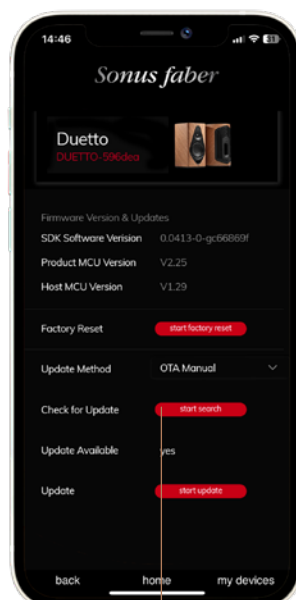 14:46
31
Sonus faber
Duetto
DUETTO-596dea
Firmware Version & Updates
SDK Software Verision 0.0413-0-gc66869f
Product MCU Version V2.25
Host MCU Version V1.29
Factory Reset start factory reset
Update Method OTA Manual
Check for Update start search
Update Available yes
Update start update
back home my devices